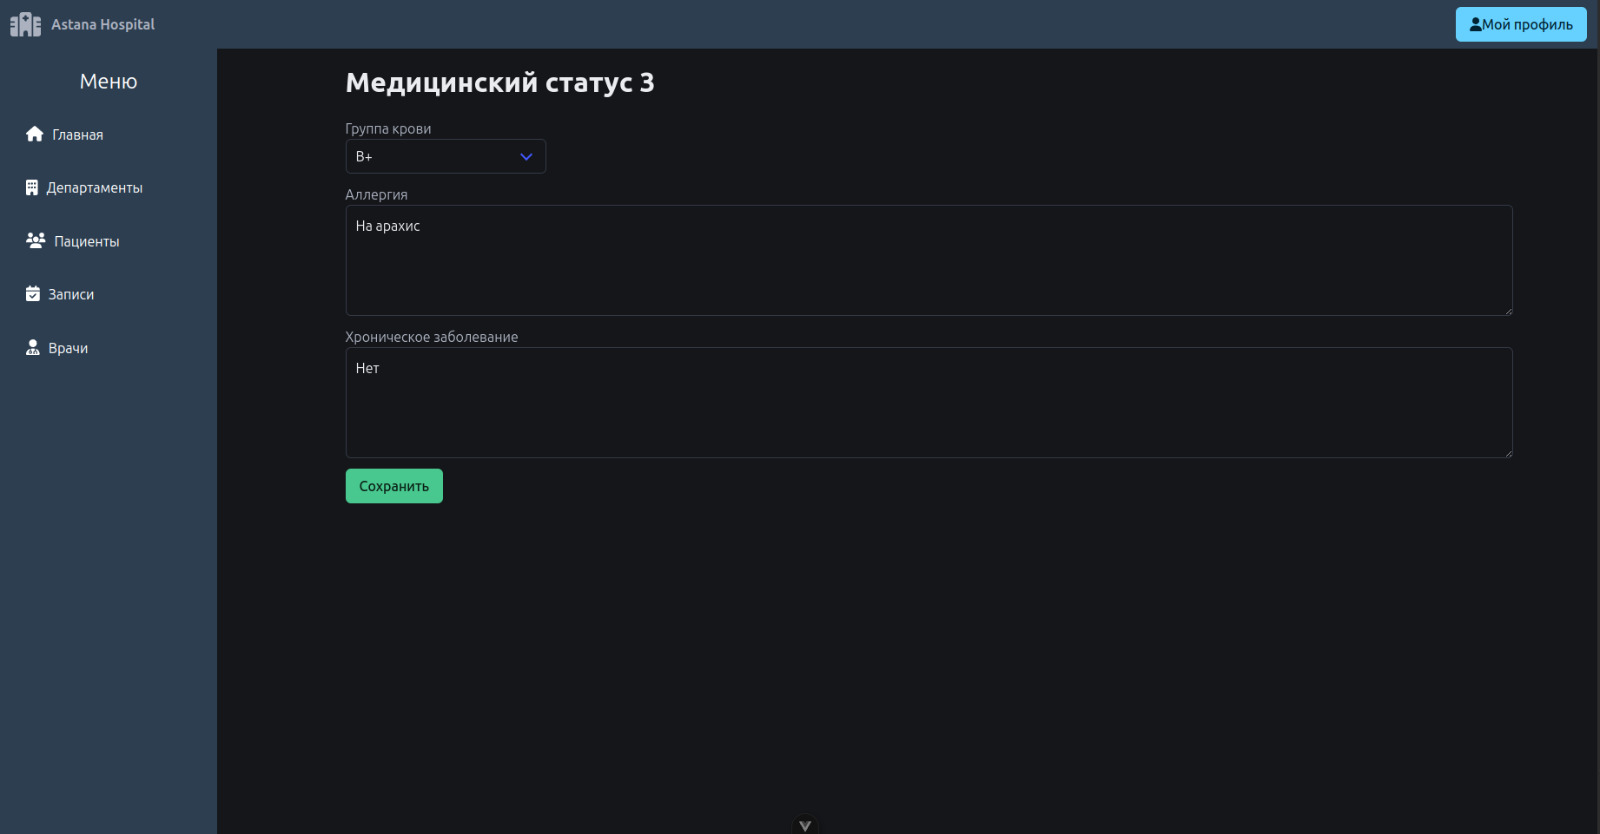 Astana Hospital
Мой профиль
Меню
Главная
Департаменты
Пациенты
Записи
Врачи
Медицинский статус 3
Группа крови
B+
Аллергия
На арахис
Хроническое заболевание
Нет
Сохранить